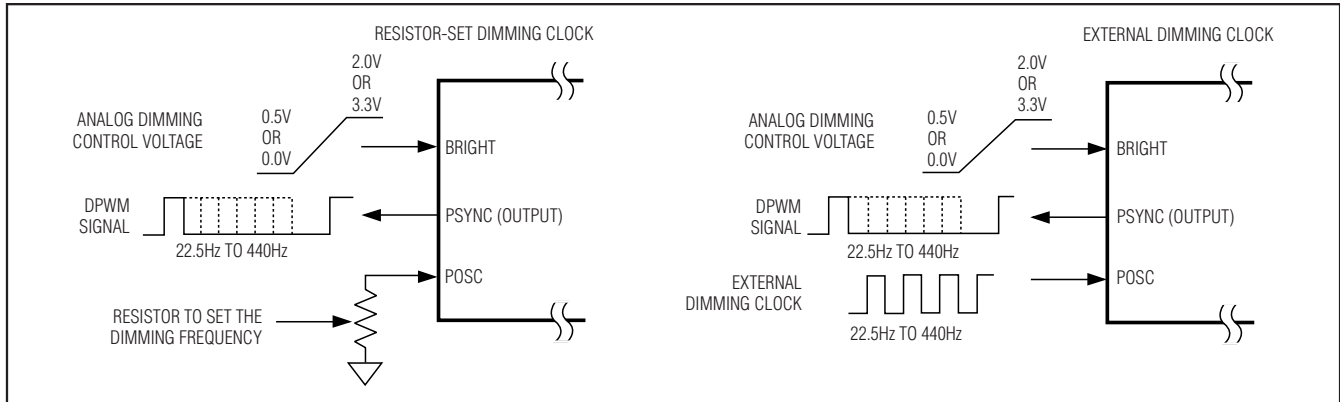 RESISTOR-SET DIMMING CLOCK
2.0V
OR
3.3V
0.5V
OR
0.0V
ANALOG DIMMING
CONTROL VOLTAGE
BRIGHT
DPWM
SIGNAL
PSYNC (OUTPUT)
22.5Hz TO 440Hz
POSC
RESISTOR TO SET THE
DIMMING FREQUENCY
EXTERNAL DIMMING CLOCK
2.0V
OR
3.3V
0.5V
OR
0.0V
ANALOG DIMMING
CONTROL VOLTAGE
BRIGHT
DPWM
SIGNAL
PSYNC (OUTPUT)
22.5Hz TO 440Hz
EXTERNAL
DIMMING CLOCK
POSC
22.5Hz TO 440Hz